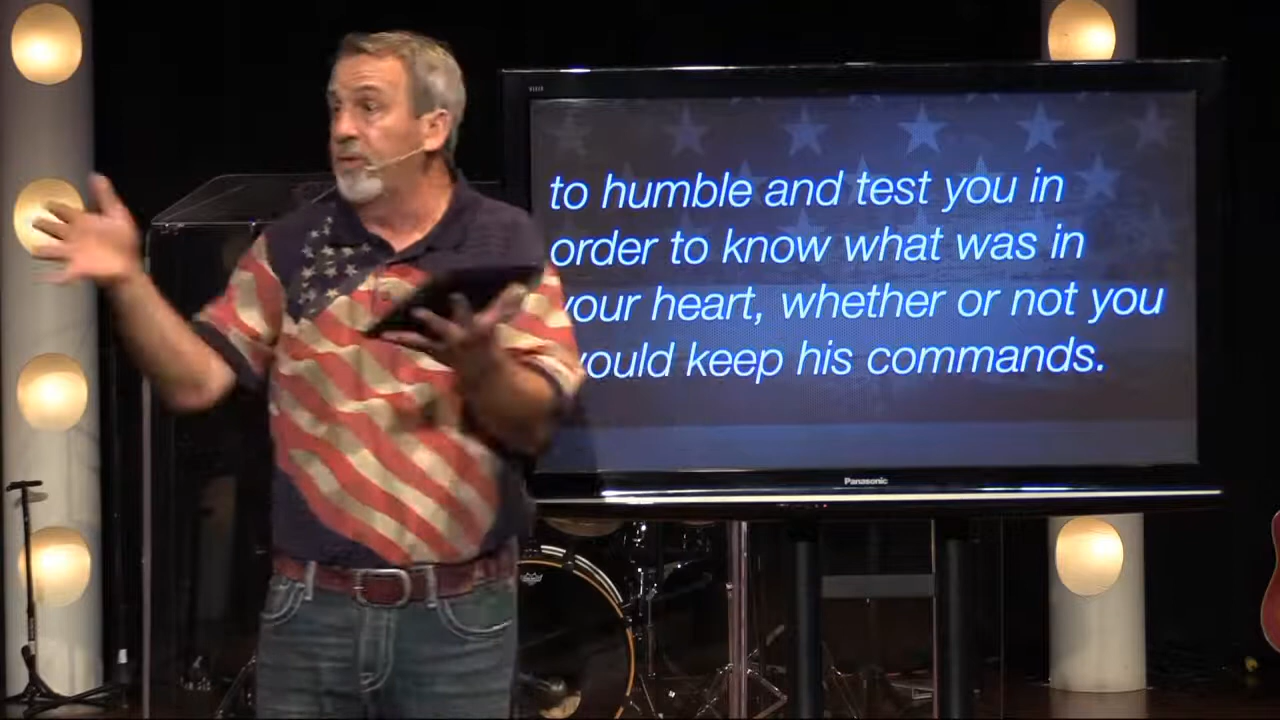 to humble and test you in
order to know what was in
your heart, whether or not you
would keep his commands.
Panasonic